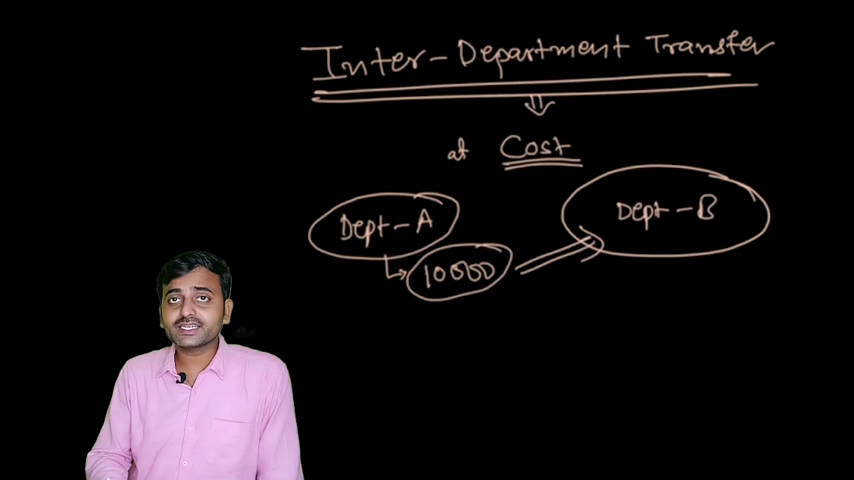 Inter-Department Transfer
at Cost
Dept-A
Dept-B
10000